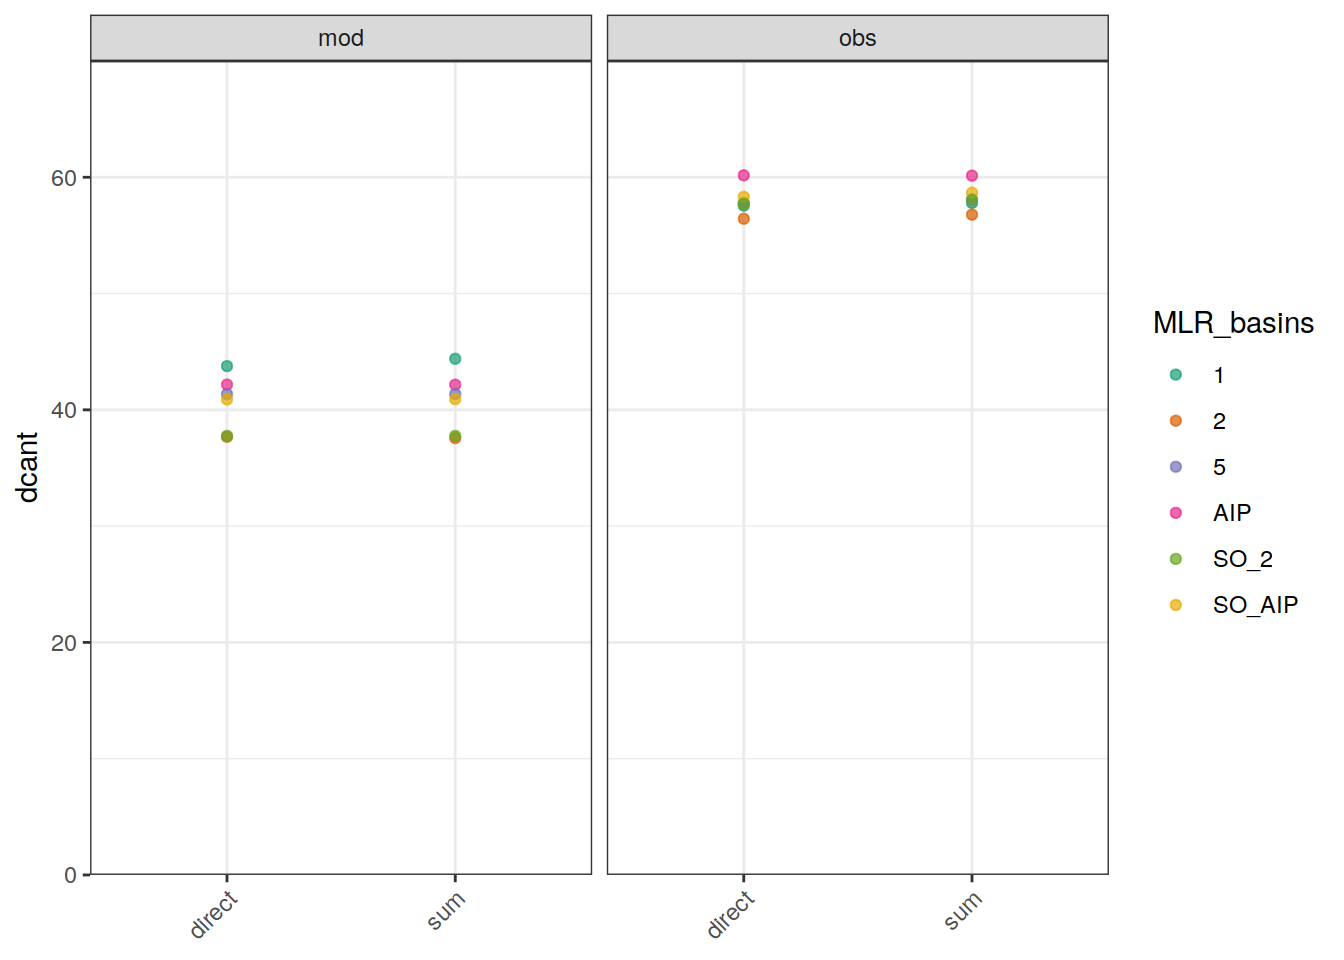 mod
obs
60
40
20
0
dcant
direct
sum
direct
sum
MLR_basins
1
2
5
AIP
SO_2
SO_AIP